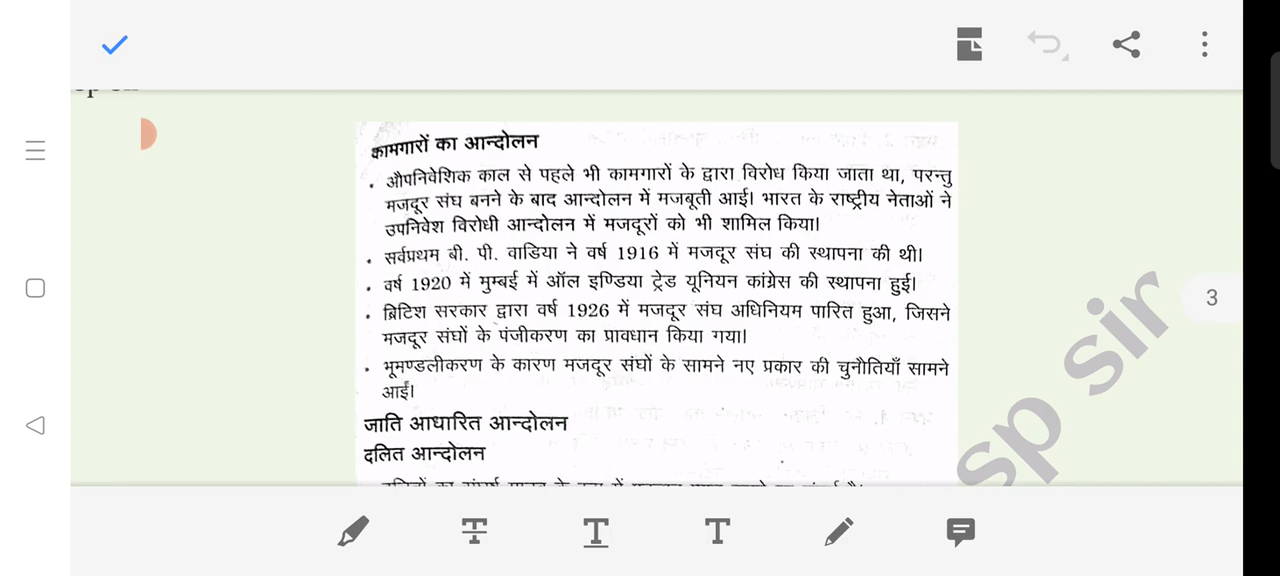 कामगारों का आन्दोलन
• औपनिवेशिक काल से पहले भी कामगारों के द्वारा विरोध किया जाता था, परन्तु
मजदूर संघ बनने के बाद आन्दोलन में मजबूती आई। भारत के राष्ट्रीय नेताओं ने
उपनिवेश विरोधी आन्दोलन में मजदूरों को भी शामिल किया।
• सर्वप्रथम बी. पी. वाडिया ने वर्ष 1916 में मजदूर संघ की स्थापना की थी।
• वर्ष 1920 में मुम्बई में ऑल इण्डिया ट्रेड यूनियन कांग्रेस की स्थापना हुई।
• ब्रिटिश सरकार द्वारा वर्ष 1926 में मजदूर संघ अधिनियम पारित हुआ, जिसने
मजदूर संघों के पंजीकरण का प्रावधान किया गया।
• भूमण्डलीकरण के कारण मजदूर संघों के सामने नए प्रकार की चुनौतियाँ सामने
आईं।
जाति आधारित आन्दोलन
दलित आन्दोलन
sp sir
3